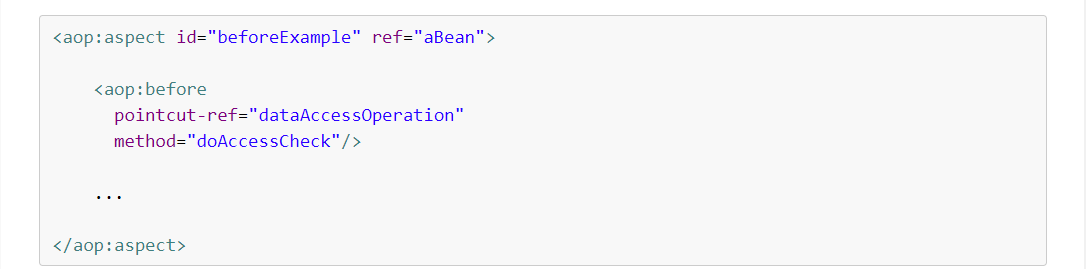 <aop:aspect id="beforeExample" ref="aBean">
<aop:before
pointcut-ref="dataAccessOperation"
method="doAccessCheck"/>
...
</aop:aspect>